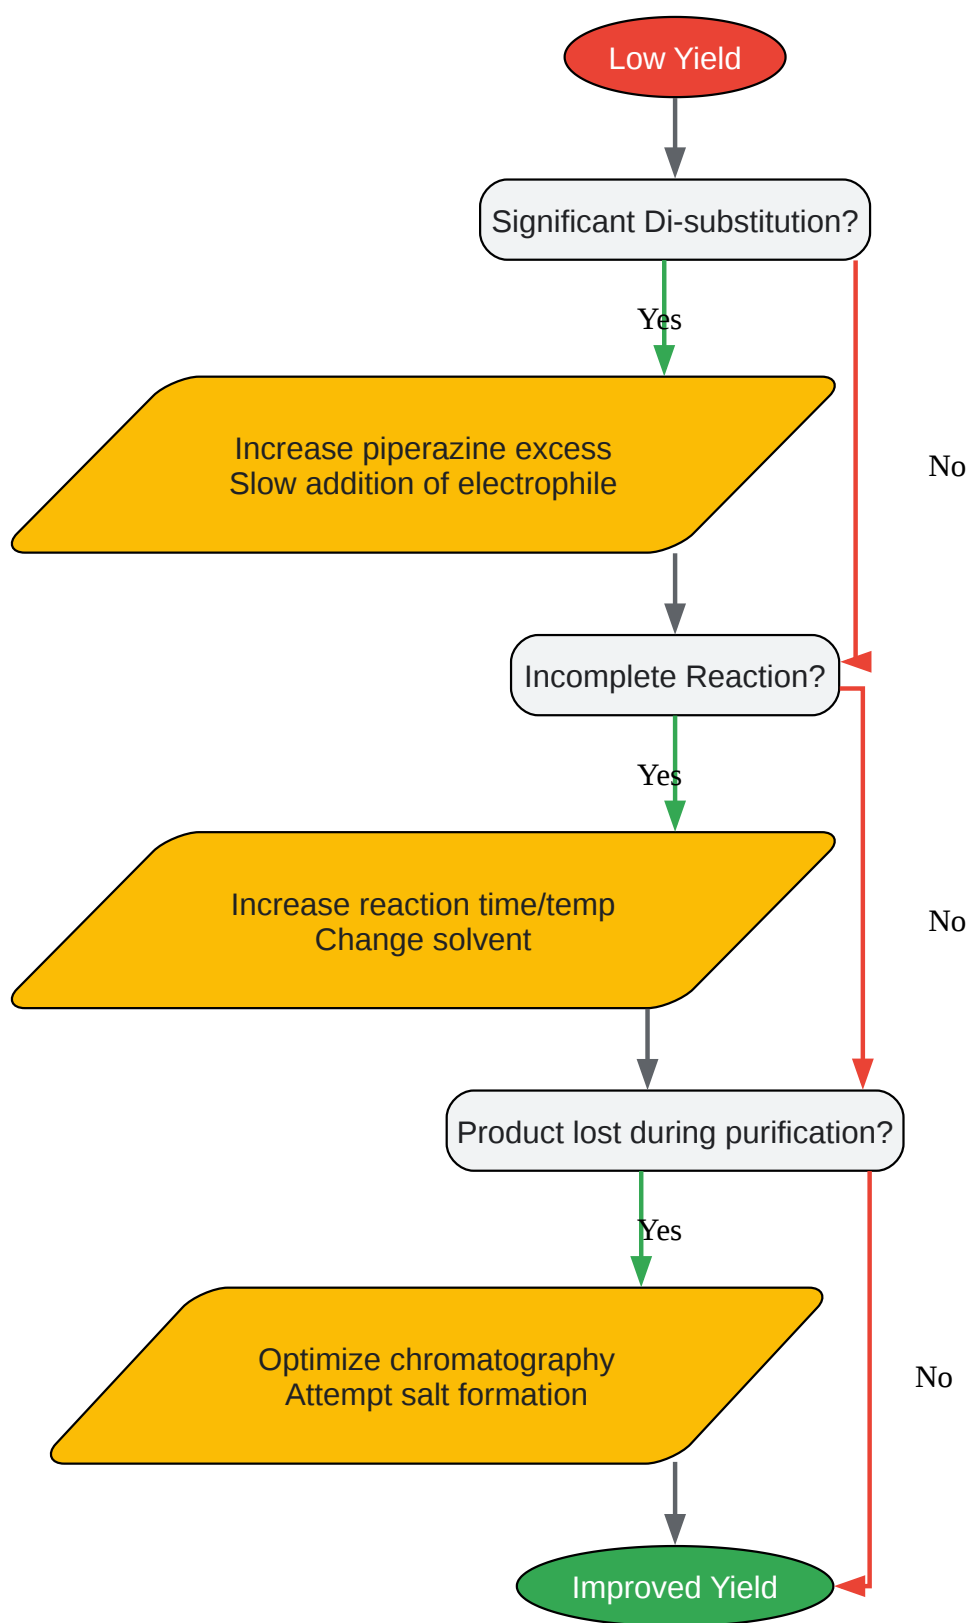 Low Yield
Significant Di-substitution?
Yes
Increase piperazine excess
Slow addition of electrophile
No
Incomplete Reaction?
Yes
Increase reaction time/temp
Change solvent
No
Product lost during purification?
Yes
Optimize chromatography
Attempt salt formation
No
Improved Yield